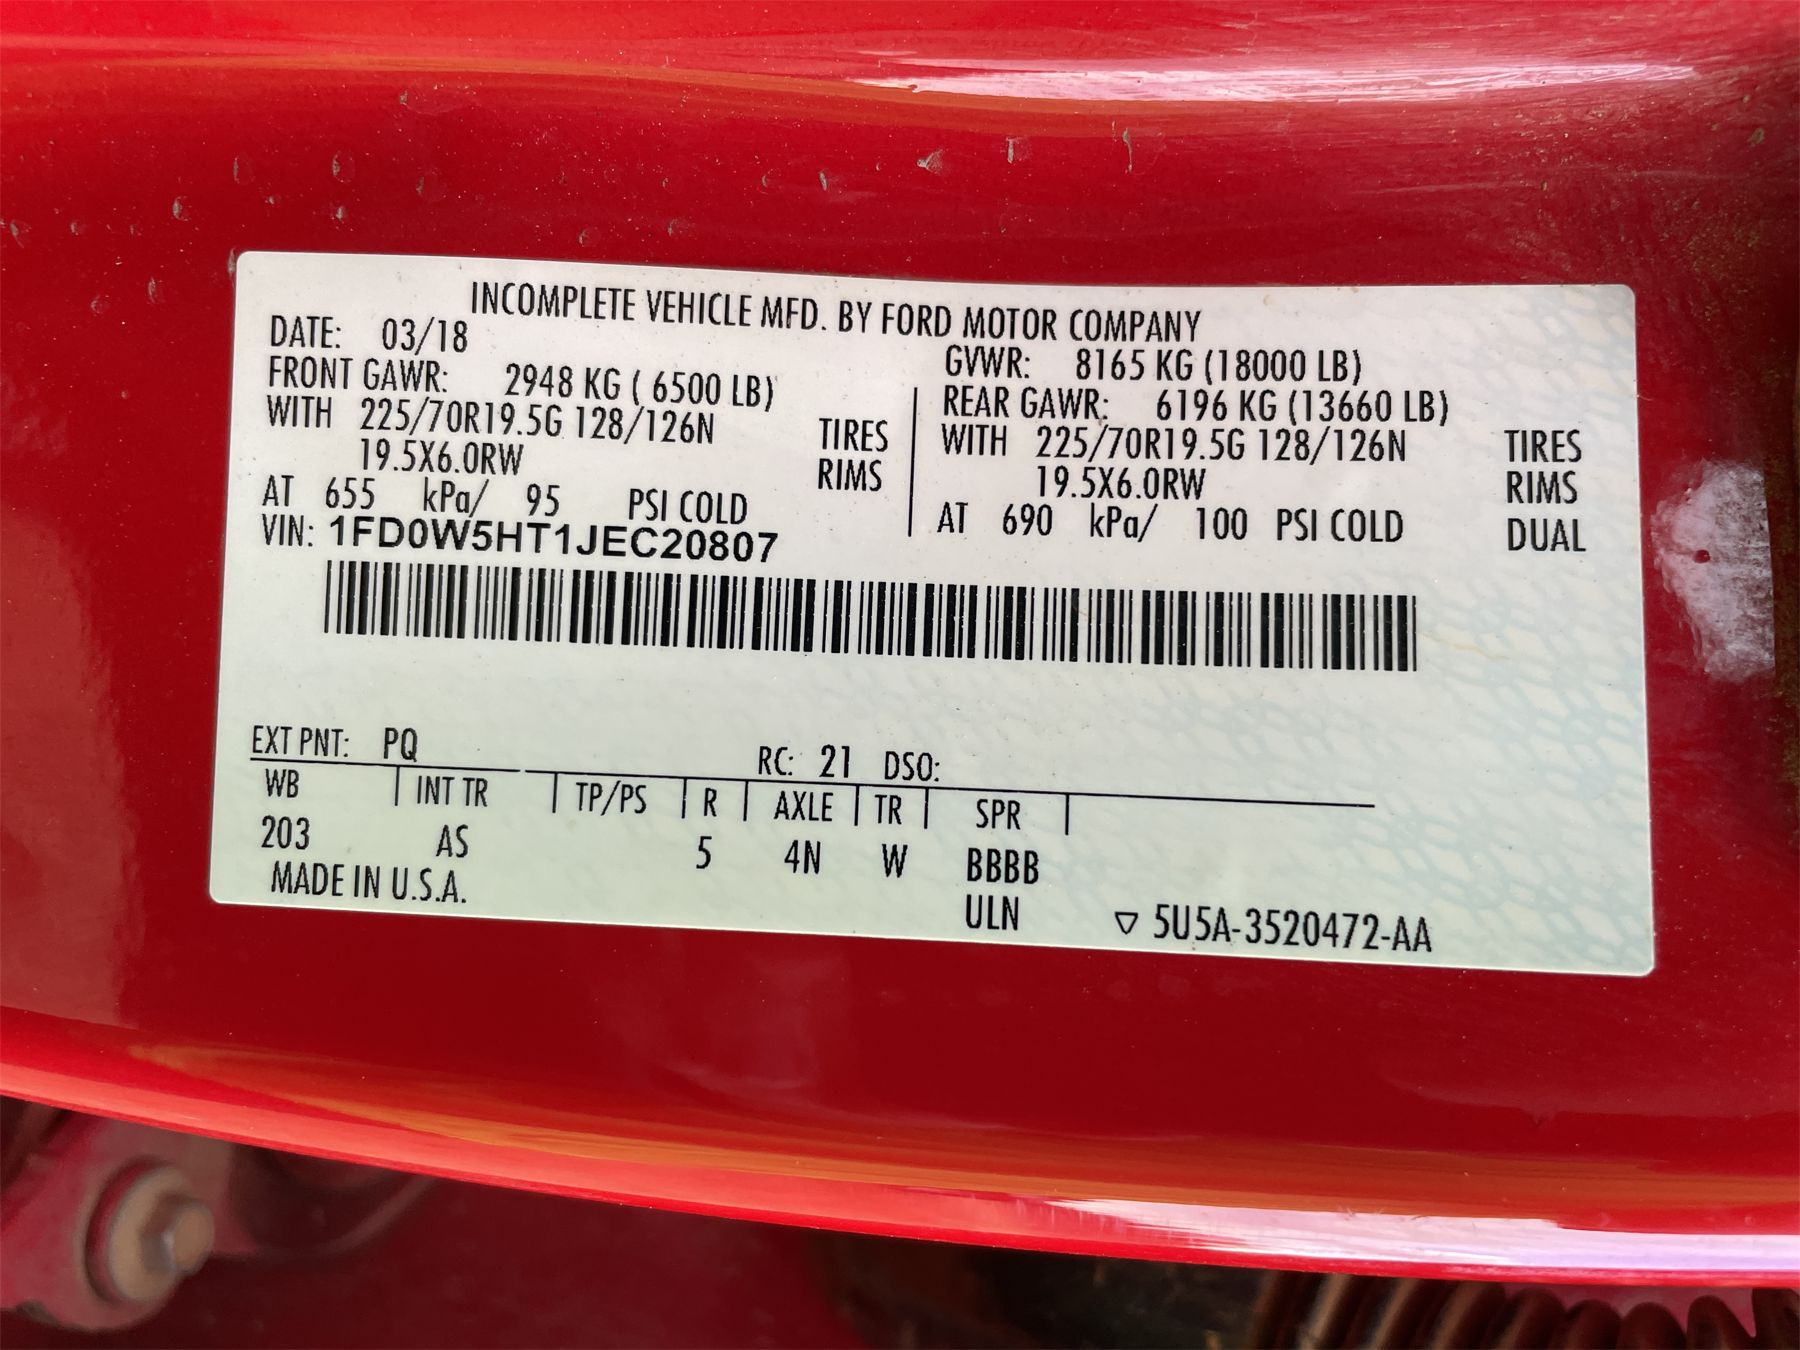 INCOMPLETE VEHICLE MFD. BY FORD MOTOR COMPANY
DATE: 03/18
GVWR: 8165 KG (18000 LB)
FRONT GAWR: 2948 KG ( 6500 LB)
REAR GAWR: 6196 KG (13660 LB)
WITH 225/70R19.5G 128/126N TIRES
WITH 225/70R19.5G 128/126N TIRES
19.5X6.0RW RIMS
19.5X6.0RW RIMS
AT 655 kPa/ 95 PSI COLD
AT 690 kPa/ 100 PSI COLD DUAL
VIN: 1FD0W5HT1JEC20807
EXT PNT: PQ RC: 21 DSO:
WB INT TR TP/PS R AXLE TR SPR
203 AS 5 4N W BBBB
MADE IN U.S.A. ULN ▽ 5U5A-3520472-AA